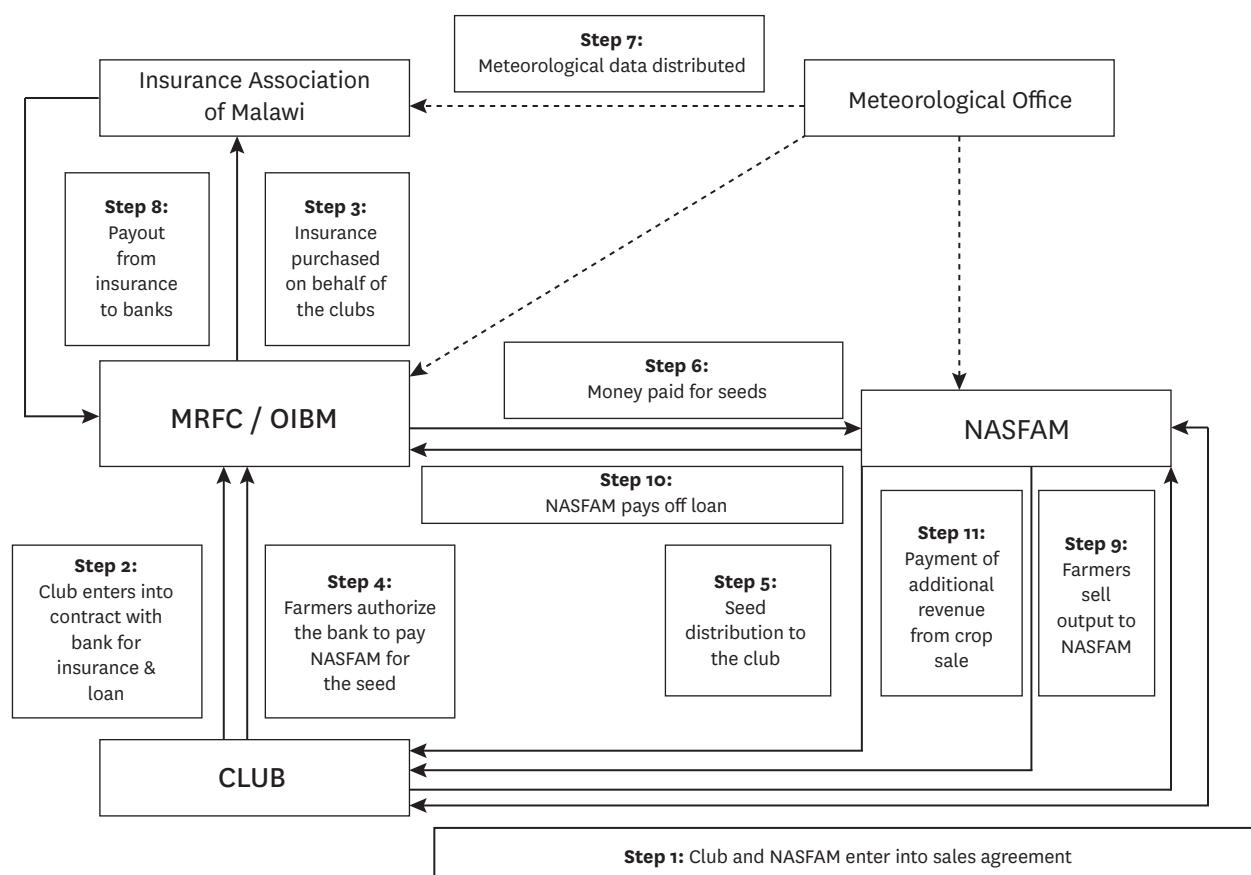 Step 7:
Meteorological data distributed
Insurance Association
of Malawi
Meteorological Office
Step 8:
Payout
from
insurance
to banks
Step 3:
Insurance
purchased
on behalf of
the clubs
Step 6:
Money paid for seeds
MRFC / OIBM
NASFAM
Step 10:
NASFAM pays off loan
Step 2:
Club enters into
contract with
bank for
insurance &
loan
Step 4:
Farmers authorize
the bank to pay
NASFAM for
the seed
Step 5:
Seed
distribution to
the club
Step 11:
Payment of
additional
revenue
from crop
sale
Step 9:
Farmers
sell
output to
NASFAM
CLUB
Step 1: Club and NASFAM enter into sales agreement